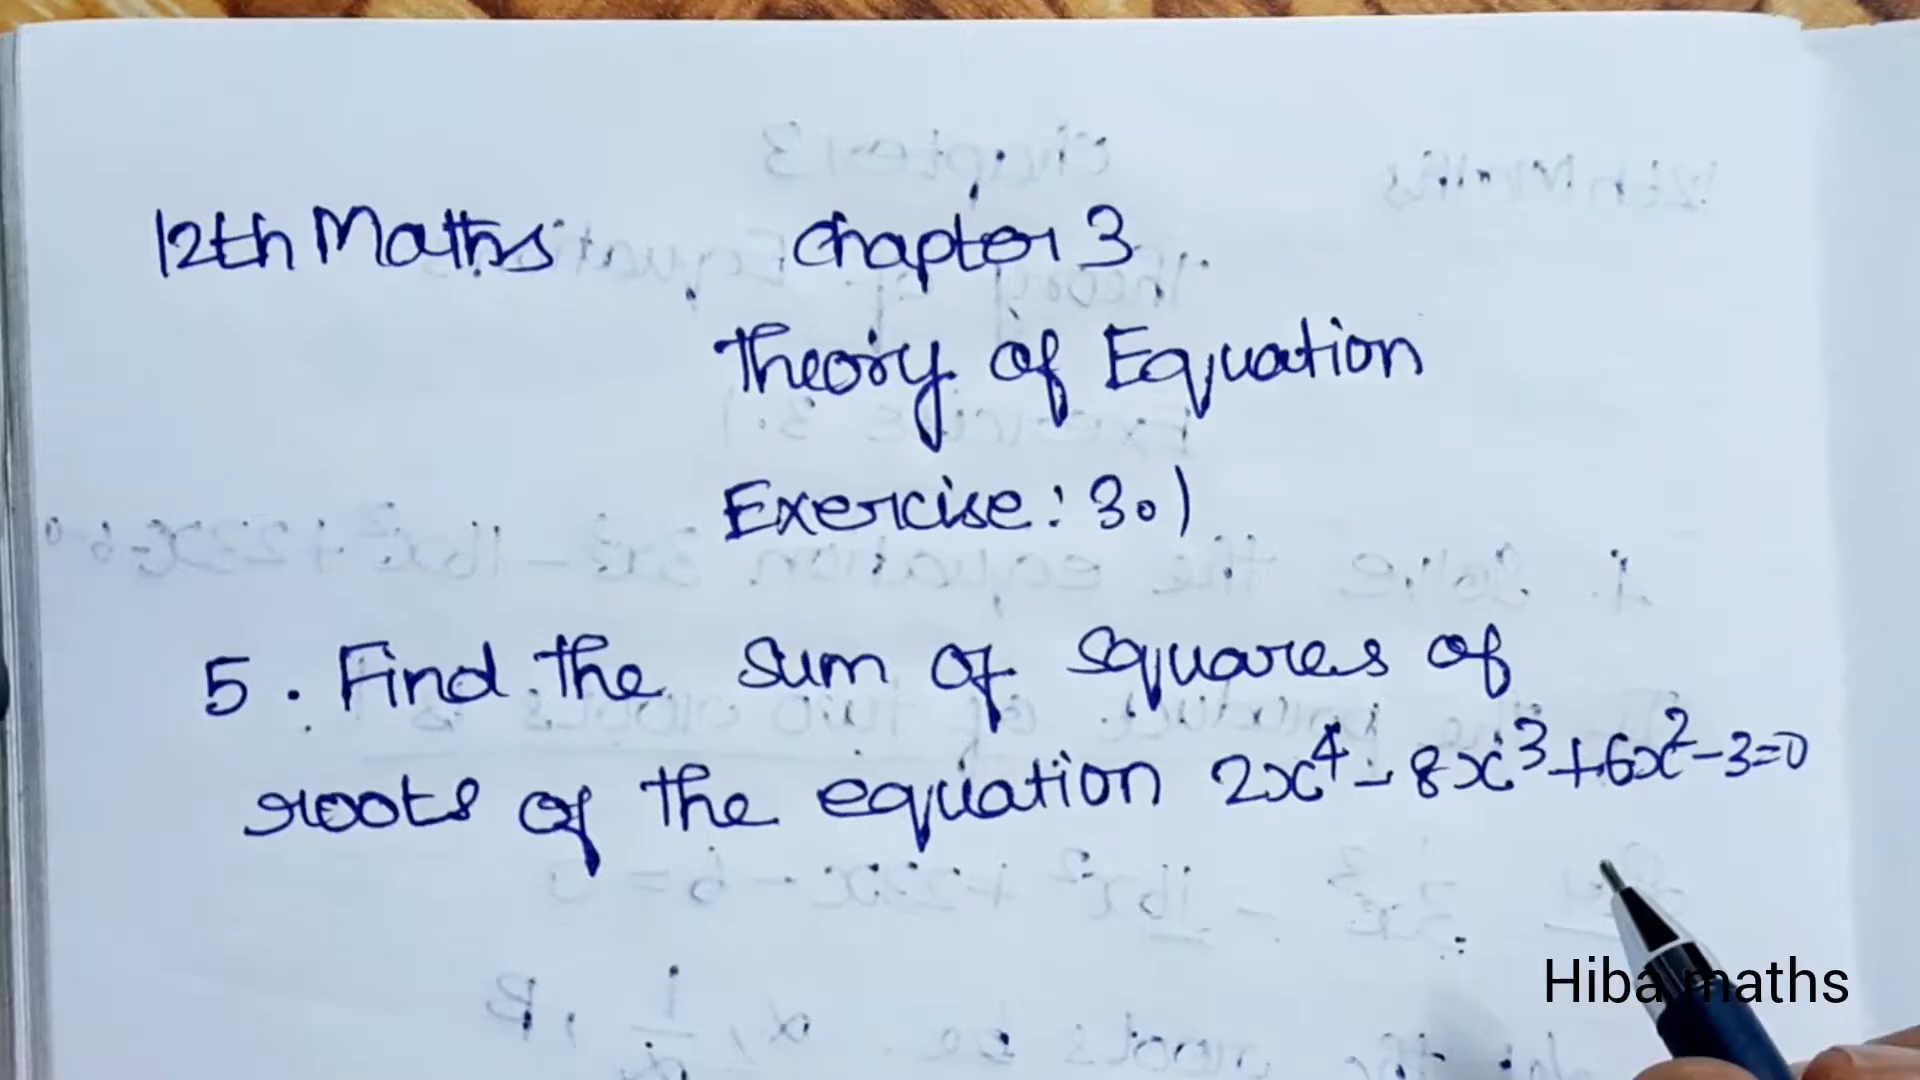 12th Maths Chapter 3
Theory of Equation
Exercise: 3.1
5. Find the sum of squares of
roots of the equation 2x⁴-8x³+6x²-3=0
Hiba maths